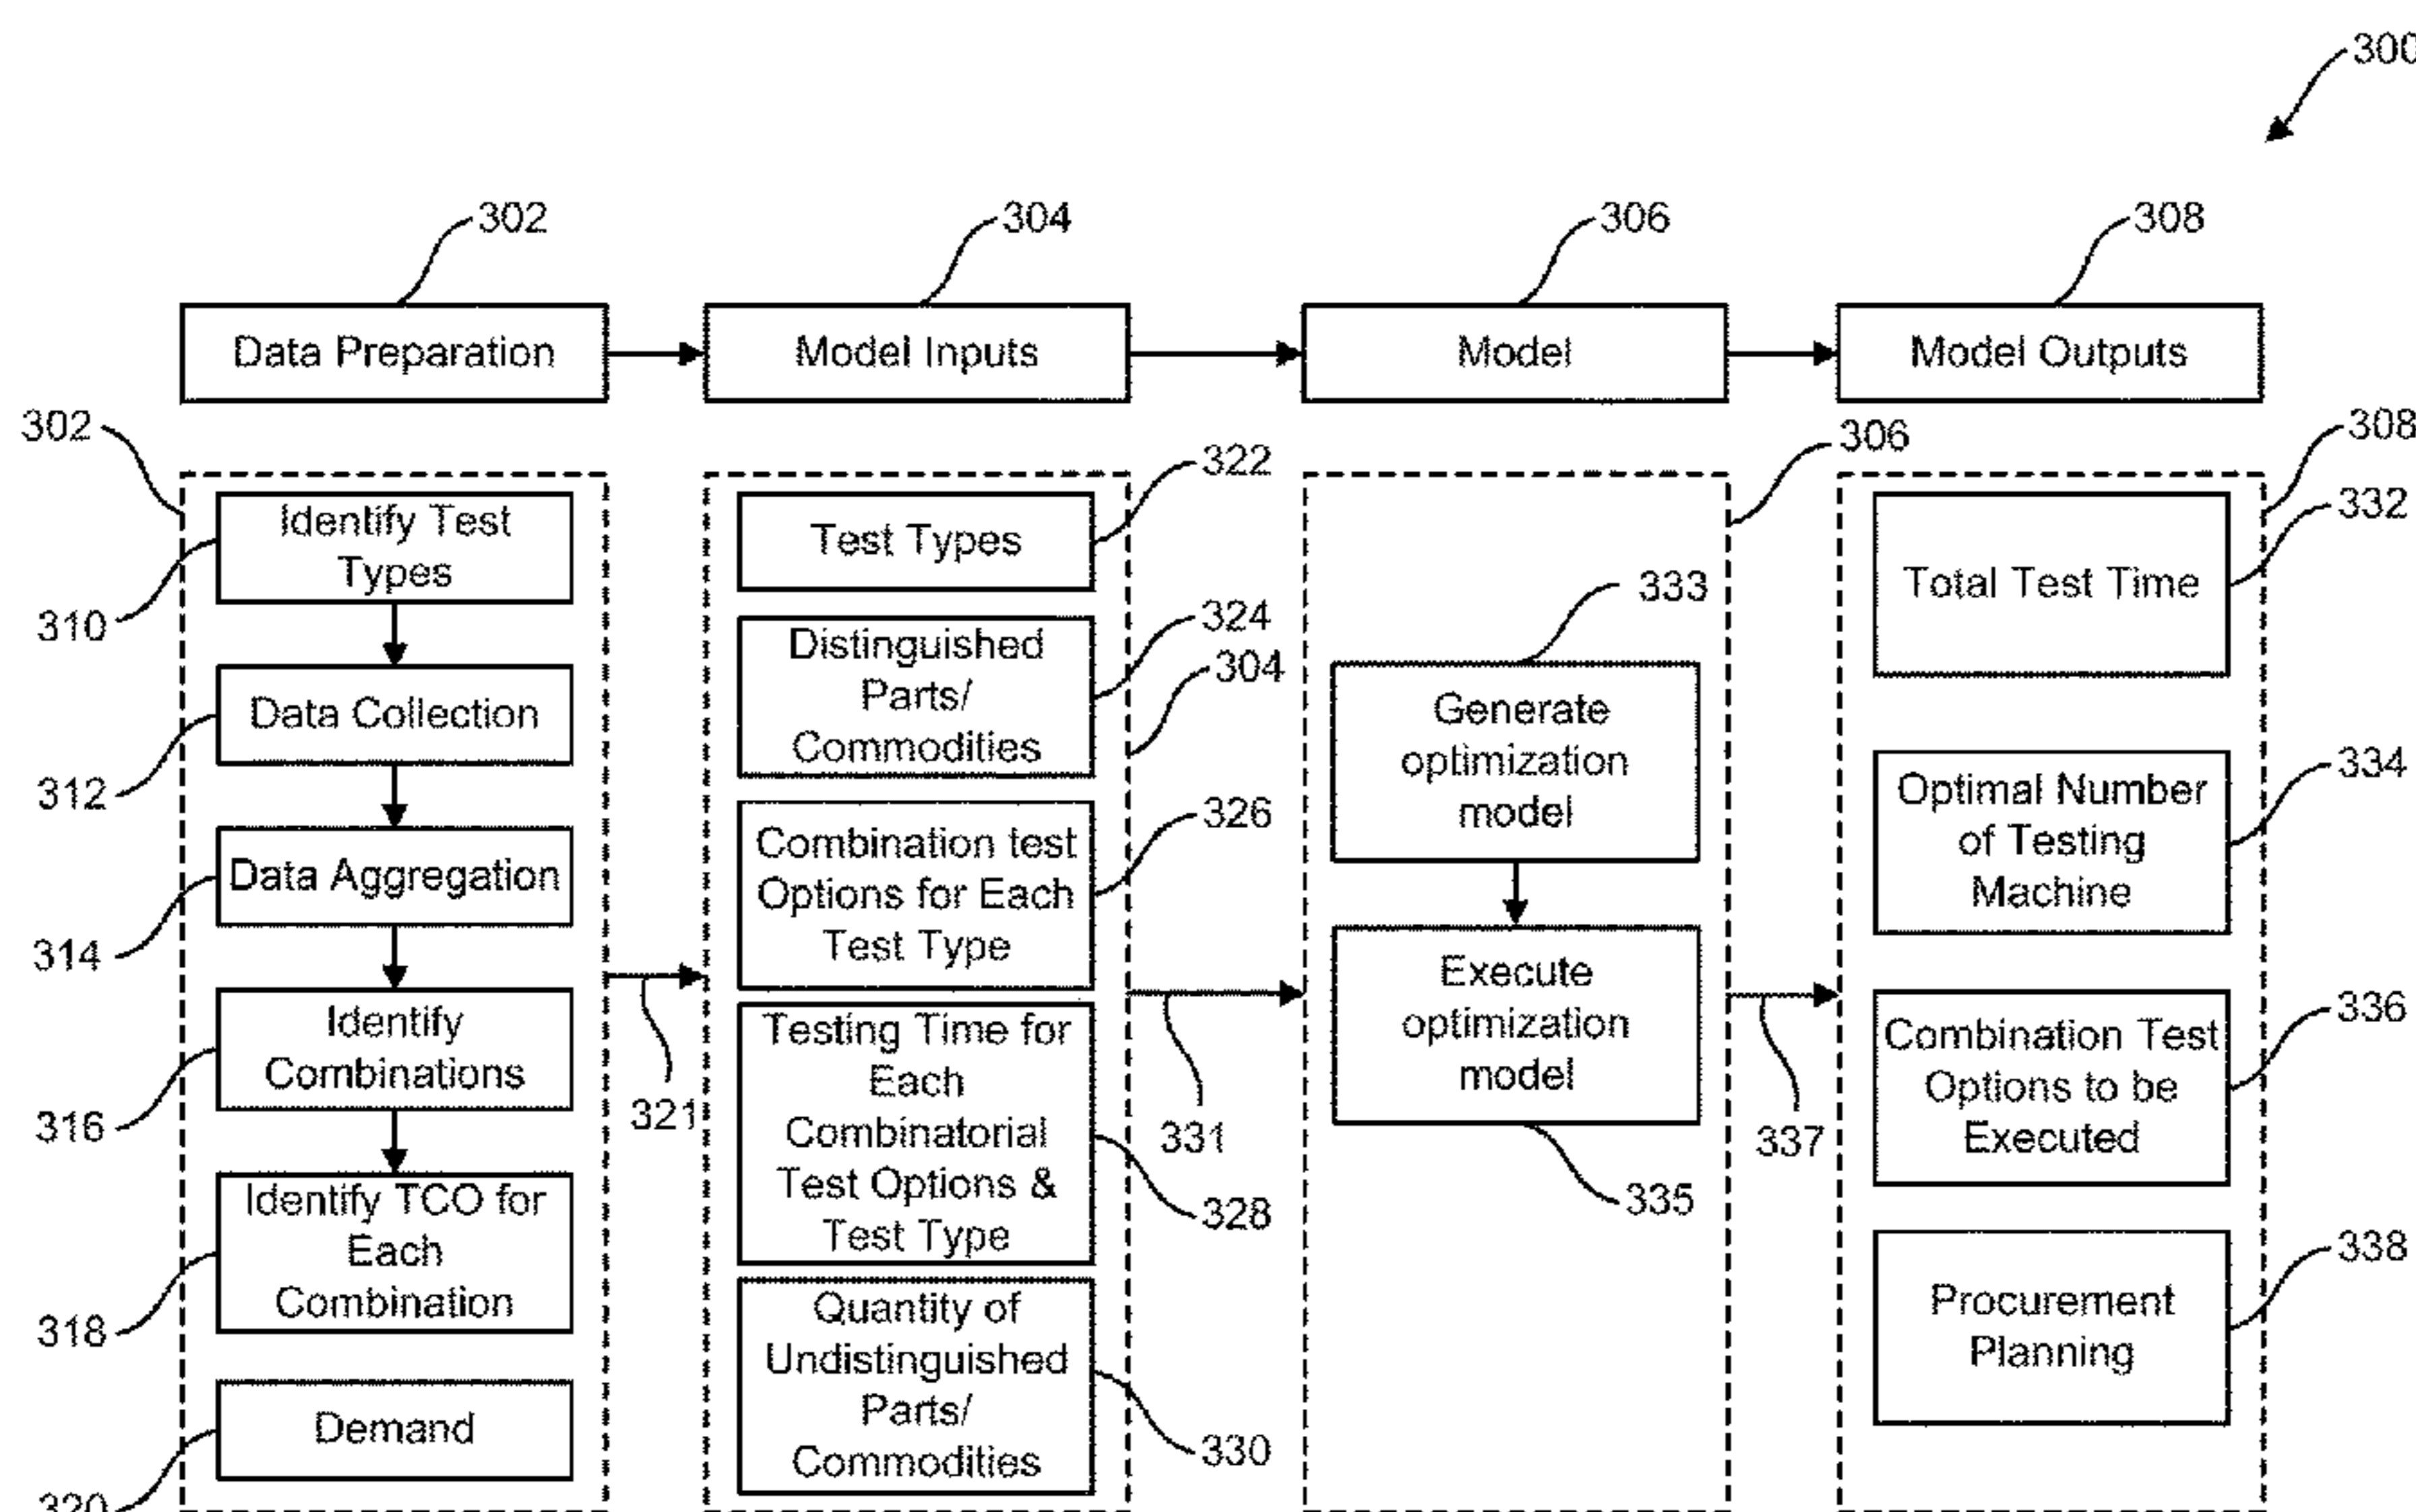 300
302
304
306
308
Data Preparation
Model Inputs
Model
Model Outputs
302
Identify Test
Types
310
Data Collection
312
Data Aggregation
314
Identify
Combinations
316
Identify TCO for
Each
Combination
318
Demand
320
321
322
Test Types
324
Distinguished
Parts/
Commodities
304
326
Combination test
Options for Each
Test Type
Testing Time for
Each
Combinatorial
Test Options &
Test Type
328
Quantity of
Undistinguished
Parts/
Commodities
330
331
306
333
Generate
optimization
model
Execute
optimization
model
335
337
308
332
Total Test Time
334
Optimal Number
of Testing
Machine
336
Combination Test
Options to be
Executed
338
Procurement
Planning